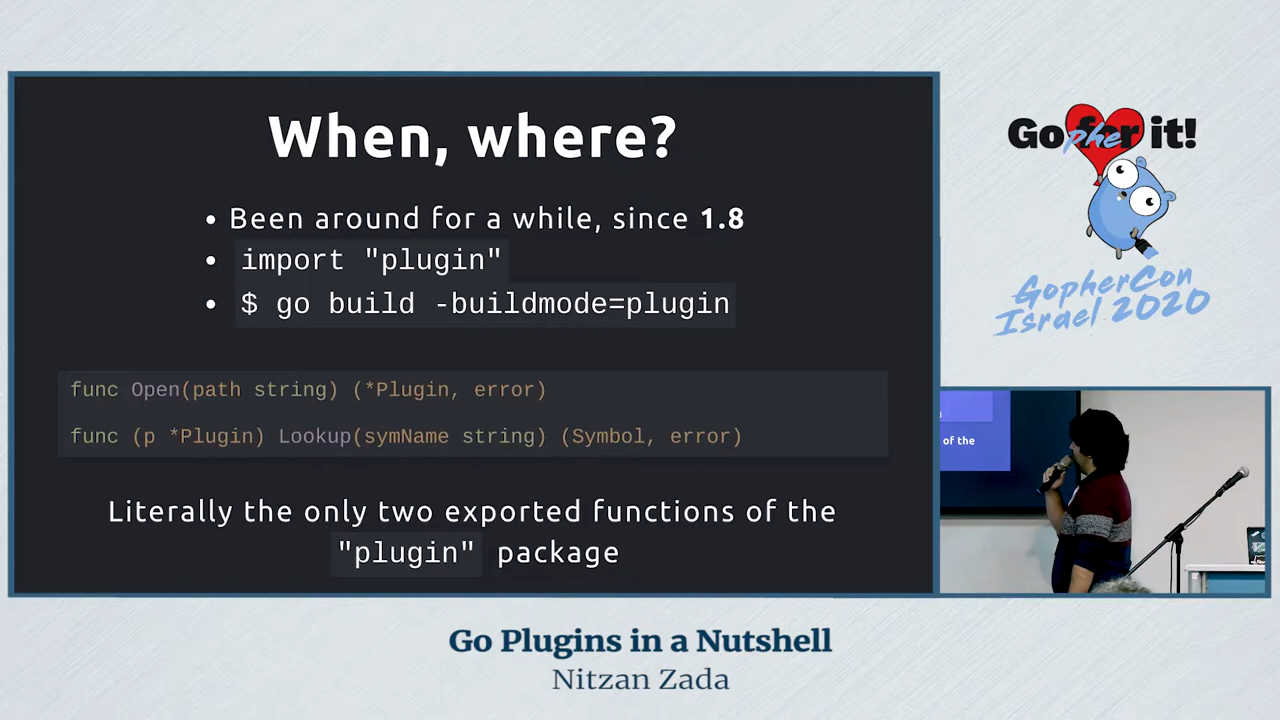 When, where?
Been around for a while, since 1.8
import "plugin"
$ go build -buildmode=plugin
func Open(path string) (*Plugin, error)
func (p *Plugin) Lookup(symName string) (Symbol, error)
Literally the only two exported functions of the
"plugin" package
Gopher it!
GopherCon
Israel 2020
of the
Go Plugins in a Nutshell
Nitzan Zada